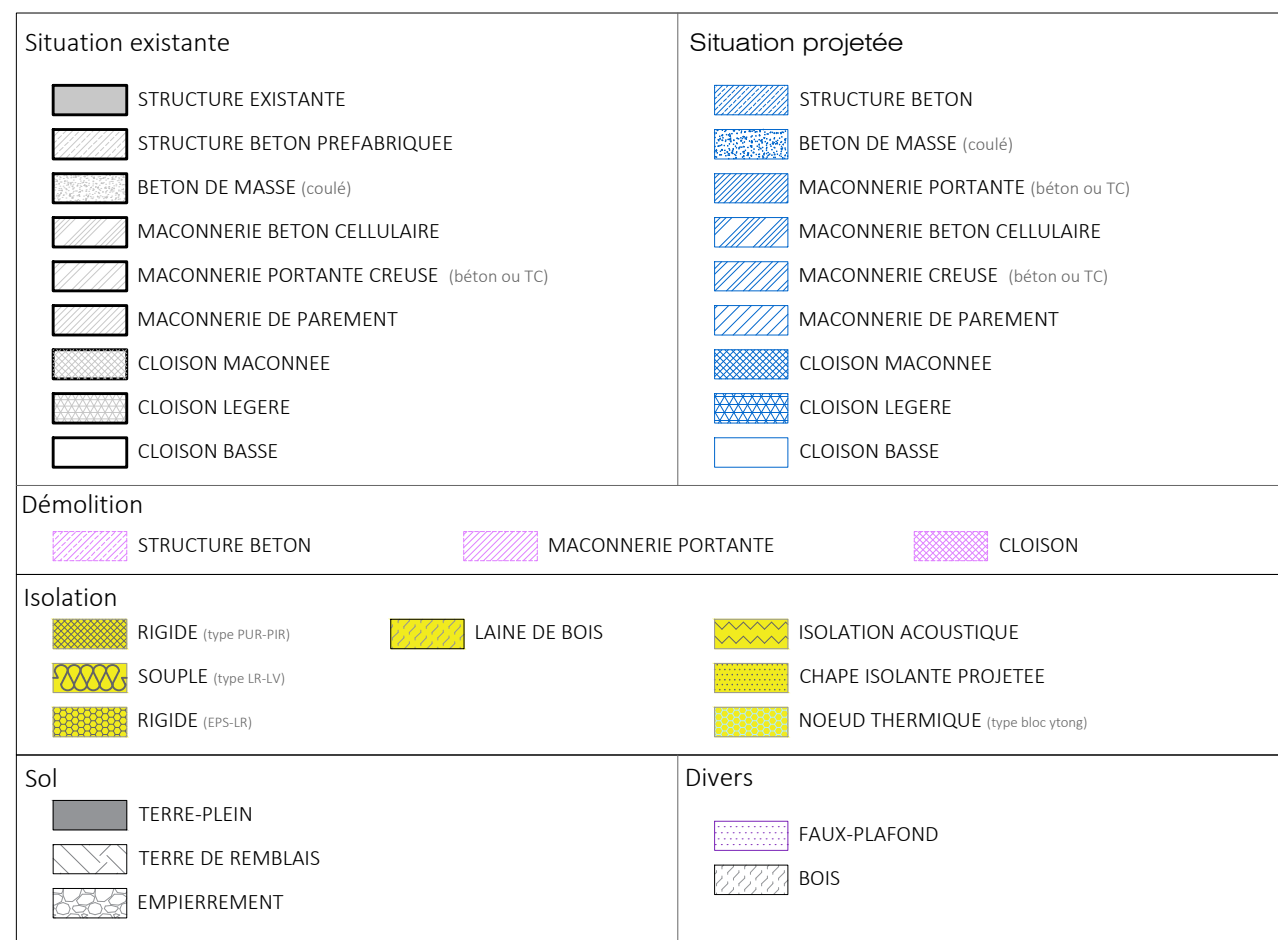 Situation existante
STRUCTURE EXISTANTE
STRUCTURE BETON PREFABRIQUEE
BETON DE MASSE (coulé)
MACONNERIE BETON CELLULAIRE
MACONNERIE PORTANTE CREUSE (béton ou TC)
MACONNERIE DE PAREMENT
CLOISON MACONNEE
CLOISON LEGERE
CLOISON BASSE
Situation projetée
STRUCTURE BETON
BETON DE MASSE (coulé)
MACONNERIE PORTANTE (béton ou TC)
MACONNERIE BETON CELLULAIRE
MACONNERIE CREUSE (béton ou TC)
MACONNERIE DE PAREMENT
CLOISON MACONNEE
CLOISON LEGERE
CLOISON BASSE
Démolition
STRUCTURE BETON
MACONNERIE PORTANTE
CLOISON
Isolation
RIGIDE (type PUR-PIR)
SOUPLE (type LR-LV)
RIGIDE (EPS-LR)
LAINE DE BOIS
ISOLATION ACOUSTIQUE
CHAPE ISOLANTE PROJETEE
NOEUD THERMIQUE (type bloc ytong)
Sol
TERRE-PLEIN
TERRE DE REMBLAIS
EMPIERREMENT
Divers
FAUX-PLAFOND
BOIS